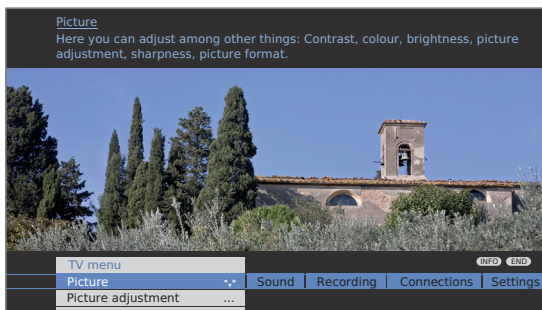 Picture
Here you can adjust among other things: Contrast, colour, brightness, picture
adjustment, sharpness, picture format.
TV menu
INFO END
Picture Sound Recording Connections Settings
Picture adjustment ...